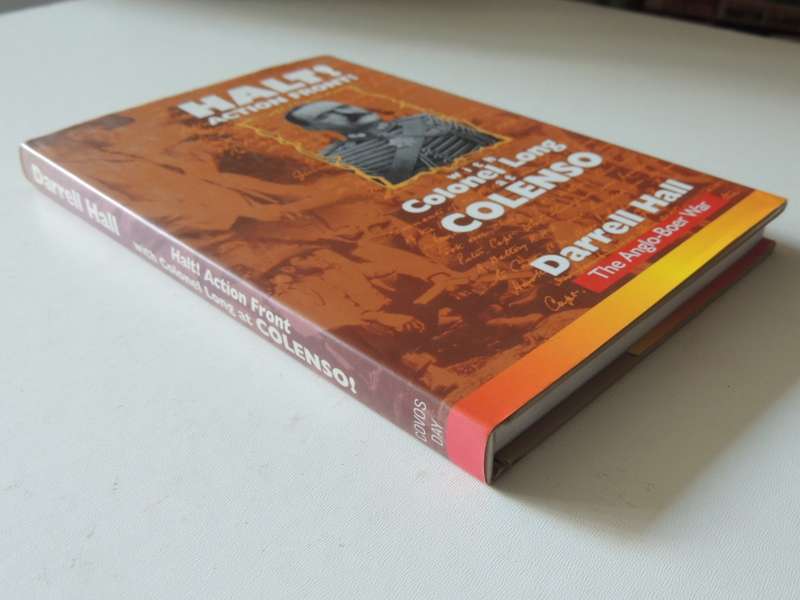 HALT!
ACTION FRONT!
WITH
Colonel Long
at
COLENSO
Darrell Hall
The Anglo-Boer War
Darrell Hall
Halt! Action Front
with Colonel Long at COLENSO!
COVOS
DAY